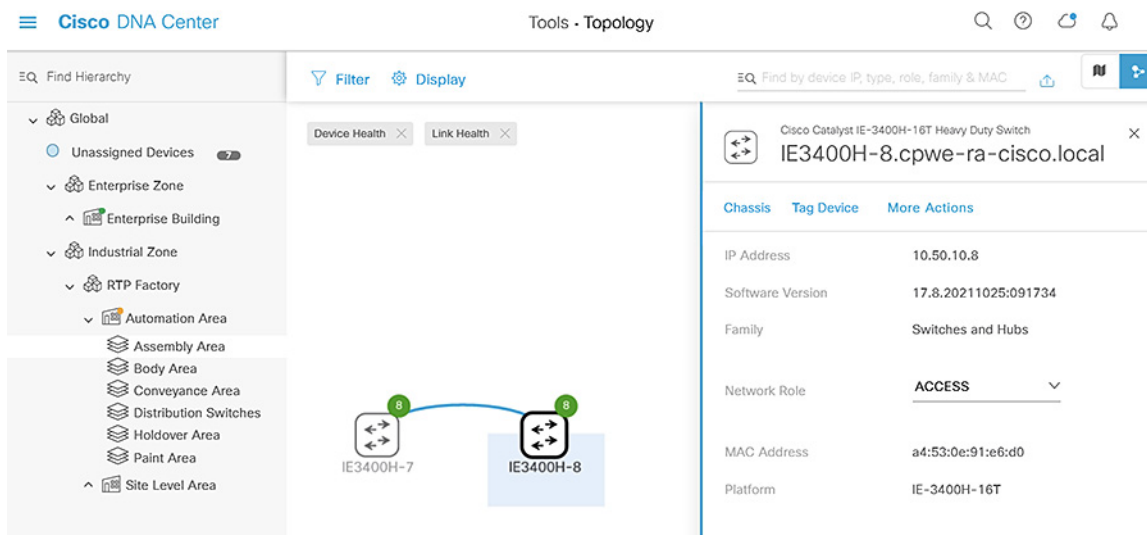 Cisco DNA Center
Tools · Topology
Find Hierarchy
Filter
Display
Find by device IP, type, role, family & MAC
Global
Unassigned Devices
7
Enterprise Zone
Enterprise Building
Industrial Zone
RTP Factory
Automation Area
Assembly Area
Body Area
Conveyance Area
Distribution Switches
Holdover Area
Paint Area
Site Level Area
Device Health
Link Health
8
IE3400H-7
8
IE3400H-8
Cisco Catalyst IE-3400H-16T Heavy Duty Switch
IE3400H-8.cpwe-ra-cisco.local
Chassis
Tag Device
More Actions
IP Address 10.50.10.8
Software Version 17.8.20211025:091734
Family Switches and Hubs
Network Role ACCESS
MAC Address a4:53:0e:91:e6:d0
Platform IE-3400H-16T